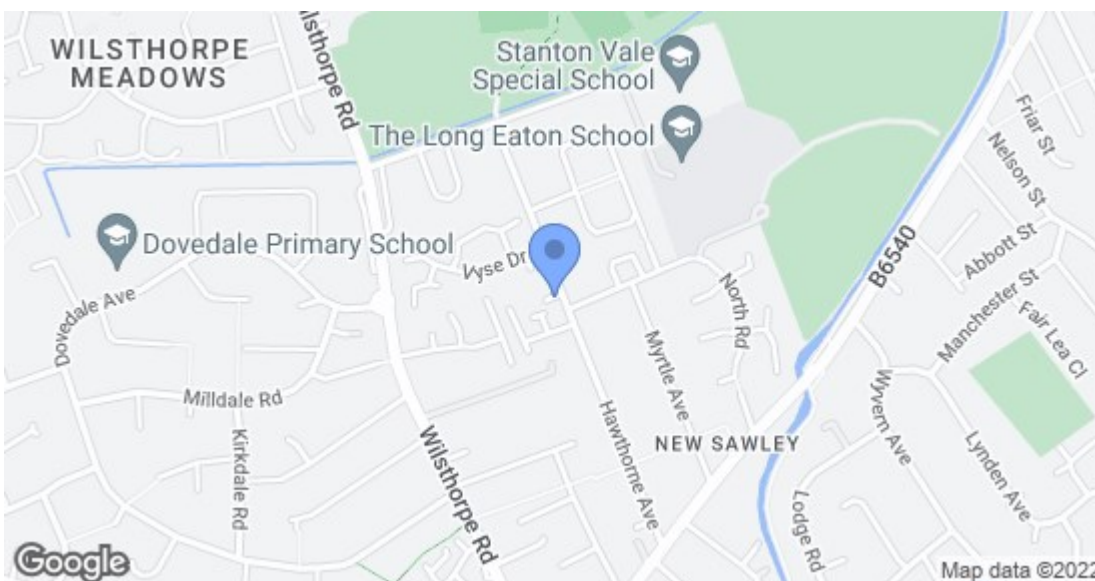 WILSTHORPE
MEADOWS
Wilsthorpe Rd
Stanton Vale
Special School
The Long Eaton School
Friar St
Nelson St
Dovedale Primary School
Abbott St
B6540
Manchester St
North Rd
Fair Lea Cl
Dovedale Ave
Myrtle Ave
Milldale Rd
Wyvern Ave
Kirkdale Rd
Hawthorne Ave
NEW SAWLEY
Wilsthorpe Rd
Lynden Ave
Lodge Rd
Google
Map data ©2022